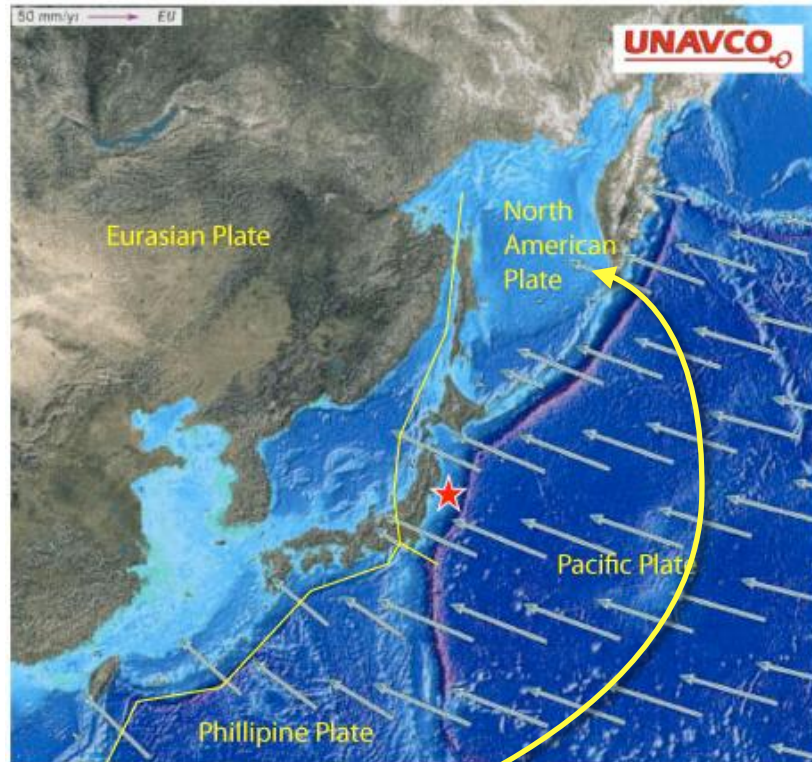 50 mm/yr EU
UNAVCO
Eurasian Plate
North
American
Plate
Pacific Plate
Phillipine Plate